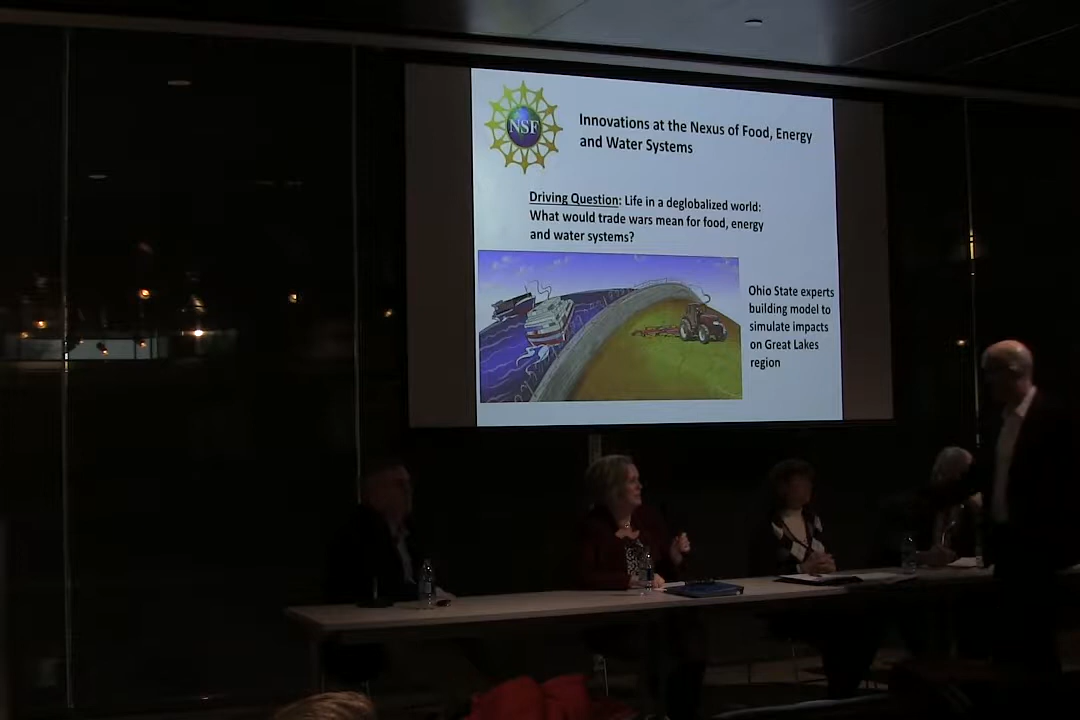 NSF
Innovations at the Nexus of Food, Energy
and Water Systems
Driving Question: Life in a deglobalized world:
What would trade wars mean for food, energy
and water systems?
Ohio State experts
building model to
simulate impacts
on Great Lakes
region